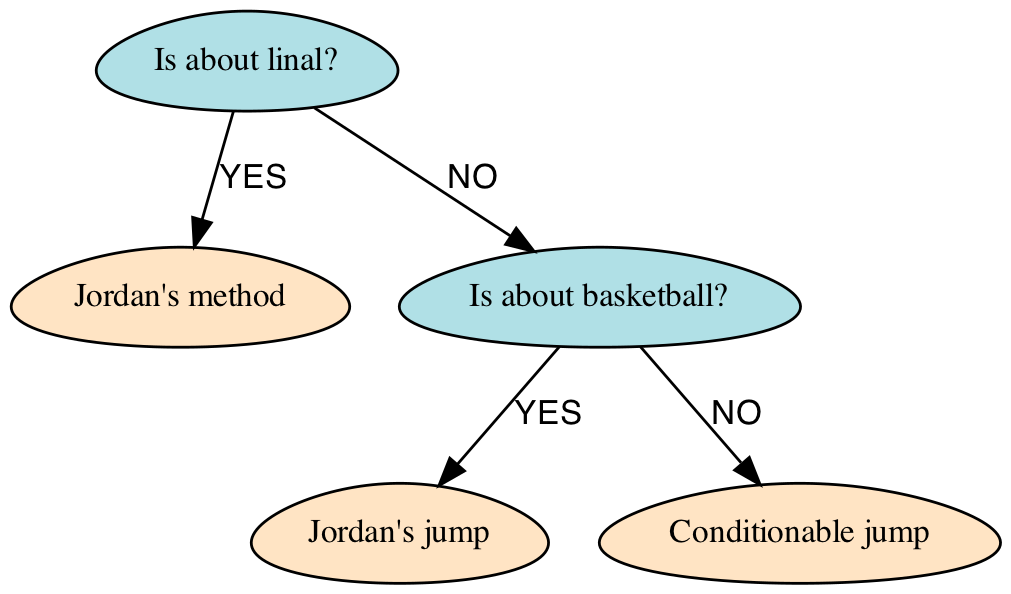 Is about linal?
YES
NO
Jordan's method
Is about basketball?
YES
NO
Jordan's jump
Conditionable jump